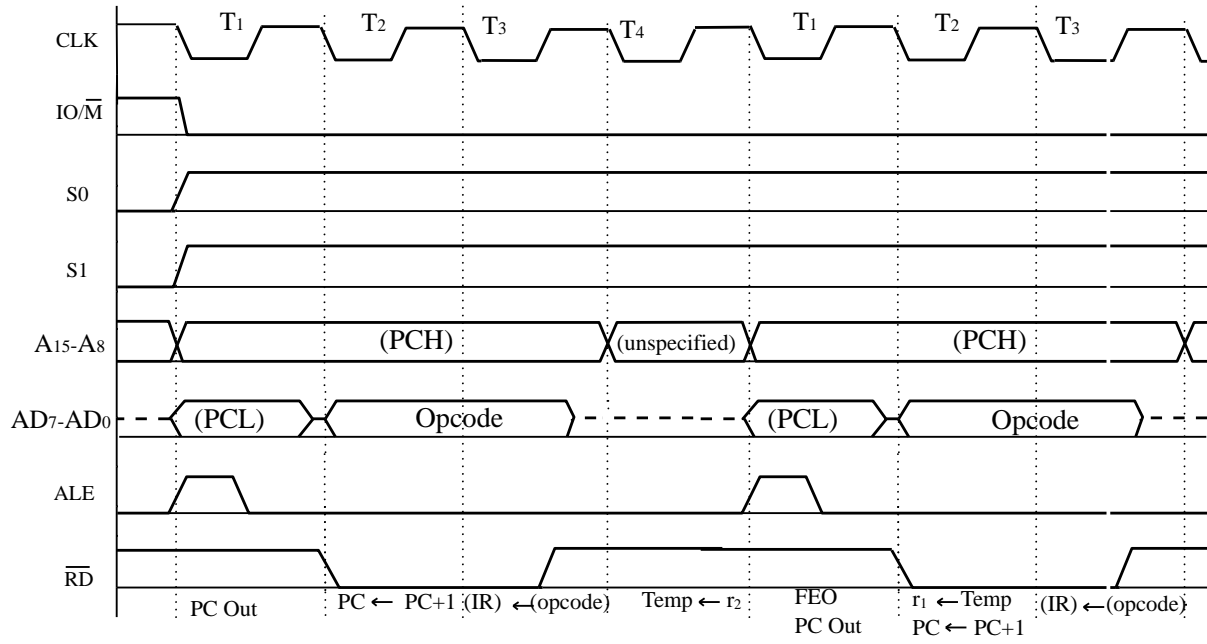 T1 T2 T3 T4 T1 T2 T3
CLK
IO/M̅
S0
S1
A15-A8 (PCH) (unspecified) (PCH)
AD7-AD0 (PCL) Opcode (PCL) Opcode
ALE
R̅D̅
PC Out PC ← PC+1 (IR) ← (opcode) Temp ← r2 FEO r1 ← Temp (IR) ← (opcode)
PC Out PC ← PC+1